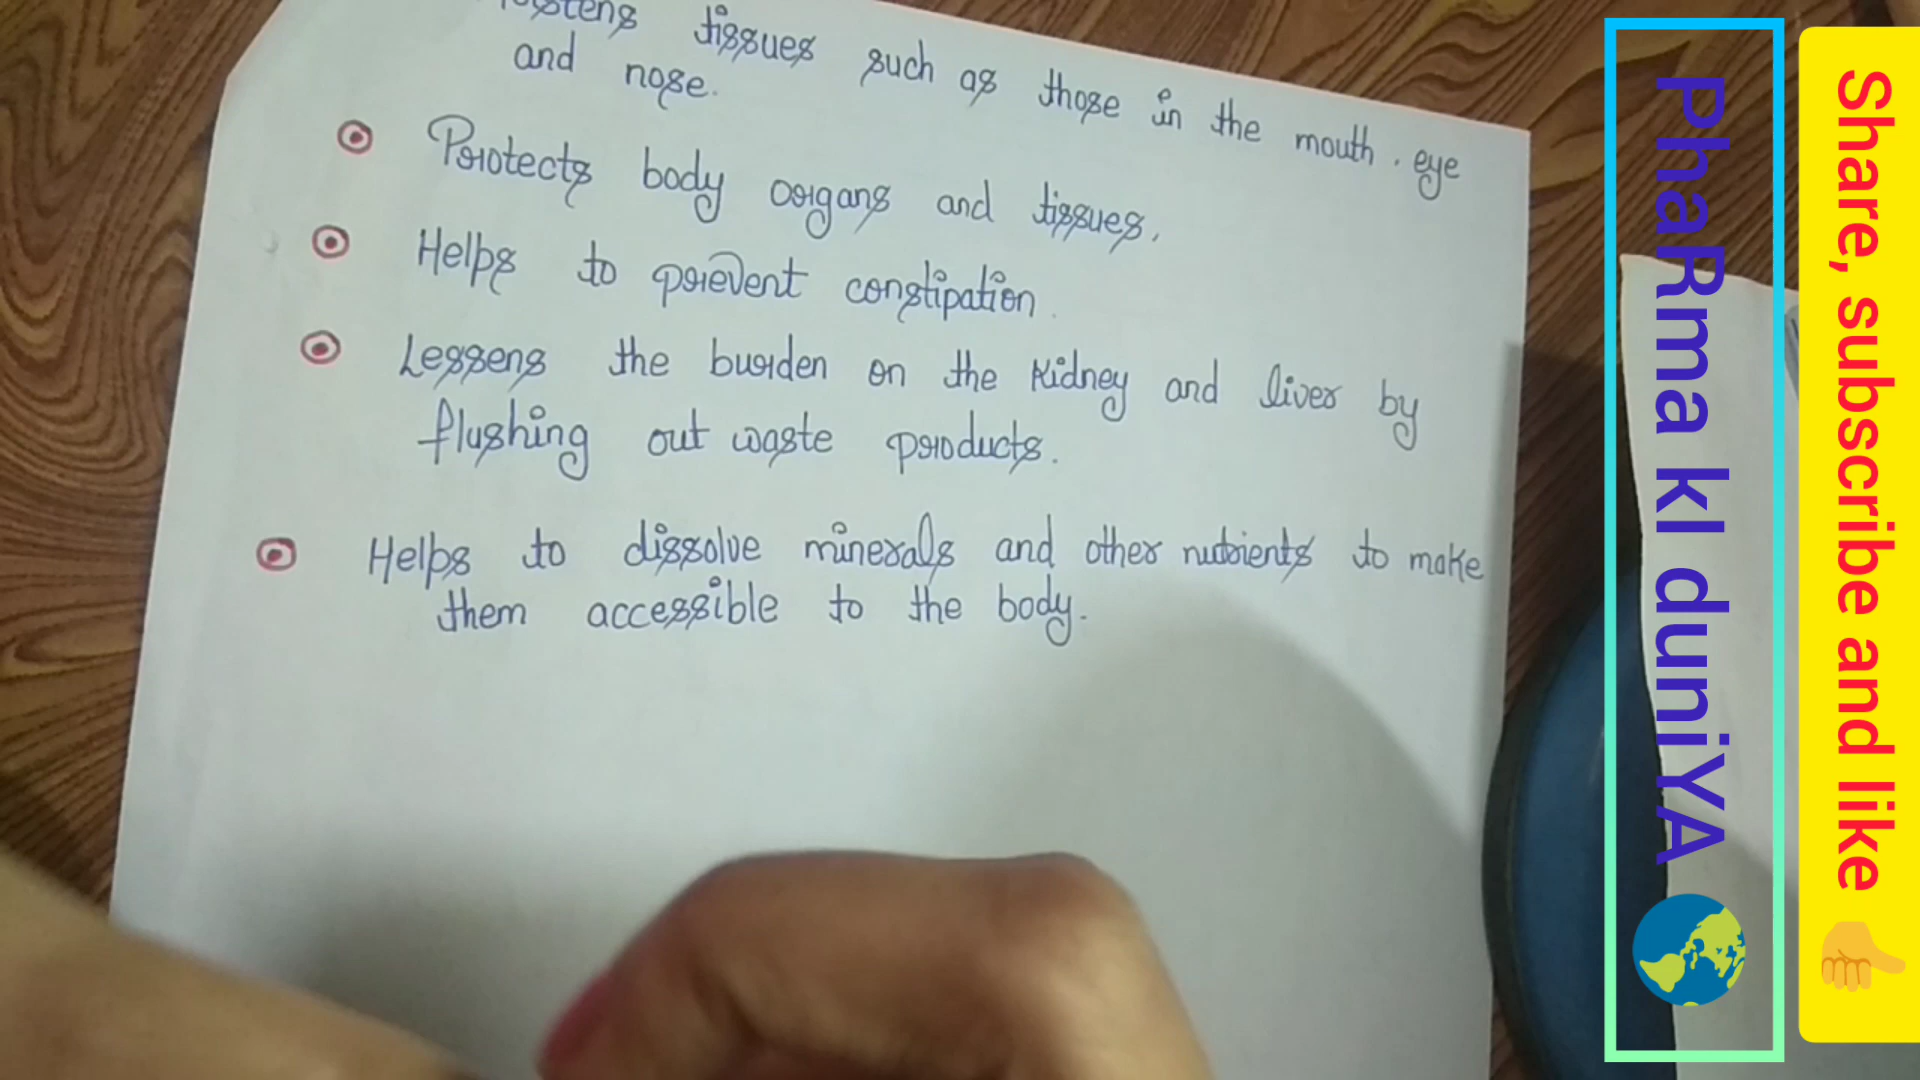 tissues such as those in the mouth . eye
and nose.
Protects body organs and tissues.
Helps to prevent constipation.
Lessens the burden on the kidney and liver by
flushing out waste products.
Helps to dissolve minerals and other nutrients to make
them accessible to the body.
PhaRma kI duniYA
Share, subscribe and like